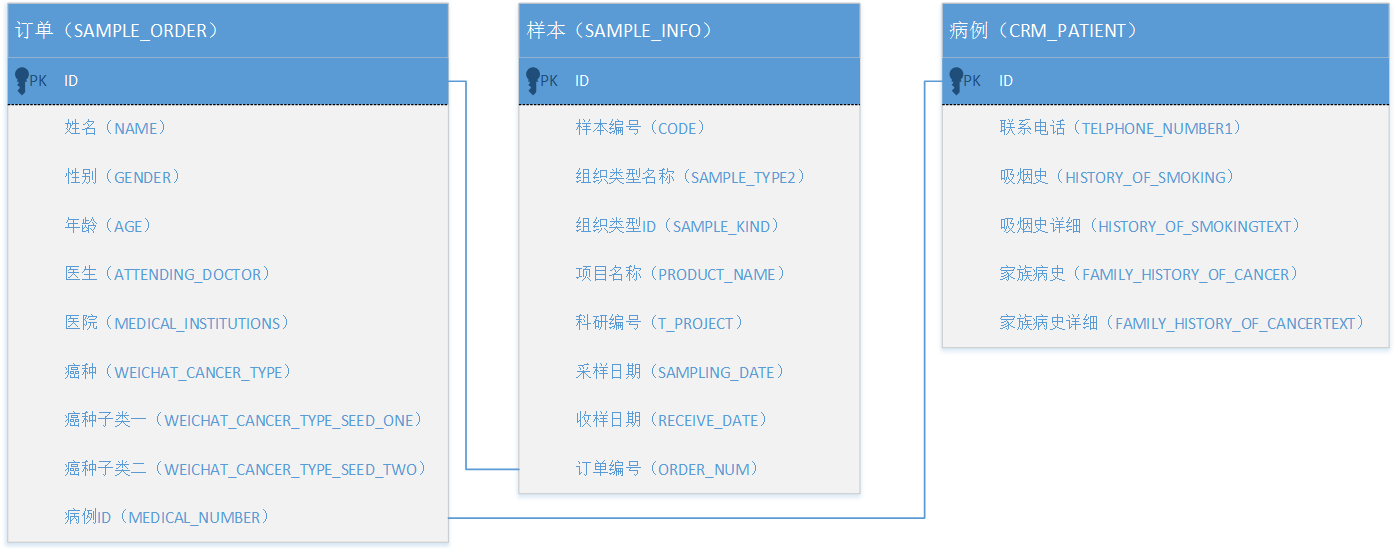 订单（SAMPLE_ORDER）
PK ID
姓名（NAME）
性别（GENDER）
年龄（AGE）
医生（ATTENDING_DOCTOR）
医院（MEDICAL_INSTITUTIONS）
癌种（WEICHAT_CANCER_TYPE）
癌种子类一（WEICHAT_CANCER_TYPE_SEED_ONE）
癌种子类二（WEICHAT_CANCER_TYPE_SEED_TWO）
病例ID（MEDICAL_NUMBER）
样本（SAMPLE_INFO）
PK ID
样本编号（CODE）
组织类型名称（SAMPLE_TYPE2）
组织类型ID（SAMPLE_KIND）
项目名称（PRODUCT_NAME）
科研编号（T_PROJECT）
采样日期（SAMPLING_DATE）
收样日期（RECEIVE_DATE）
订单编号（ORDER_NUM）
病例（CRM_PATIENT）
PK ID
联系电话（TELPHONE_NUMBER1）
吸烟史（HISTORY_OF_SMOKING）
吸烟史详细（HISTORY_OF_SMOKINGTEXT）
家族病史（FAMILY_HISTORY_OF_CANCER）
家族病史详细（FAMILY_HISTORY_OF_CANCERTEXT）